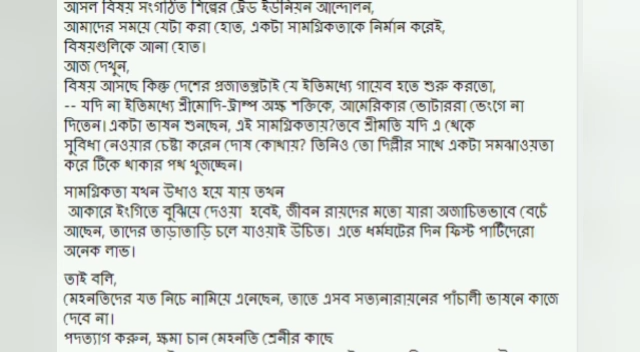 আসল বিষয় সংগঠিত শিল্পের ট্রেড ইউনিয়ন আন্দোলন,
আমাদের সময়ে যেটা করা হোত, একটা সামগ্রিকতাকে নির্মান করেই,
বিষয়গুলিকে আনা হোত।
আজ দেখুন,
বিষয় আসছে কিন্তু দেশের প্রজাতন্ত্রটাই যে ইতিমধ্যে গায়েব হতে শুরু করতো,
-- যদি না ইতিমধ্যে শ্রীমোদি-ট্রাম্প অক্ষ শক্তিকে, আমেরিকার ভোটাররা ভেংগে না
দিতেন। একটা ভাষন শুনছেন, এই সামগ্রিকতায়?তবে শ্রীমতি যদি এ থেকে
সুবিধা নেওয়ার চেষ্টা করেন দোষ কোথায়? তিনিও তো দিল্লীর সাথে একটা সমঝাওয়তা
করে টিকে থাকার পথ খুজচ্ছেন।
সামগ্রিকতা যখন উধাও হয়ে যায় তখন
আকারে ইংগিতে বুঝিয়ে দেওয়া হবেই, জীবন রায়দের মতো যারা অজাচিতভাবে বেচেঁ
আছেন, তাদের তাড়াতাড়ি চলে যাওয়াই উচিত। এতে ধর্মঘটের দিন ফিস্ট পার্টিদেরো
অনেক লাভ।
তাই বলি,
মেহনতিদের যত নিচে নামিয়ে এনেছেন, তাতে এসব সত্যনারায়নের পাঁচালী ভাষনে কাজে
দেবে না।
পদত্যাগ করুন, ক্ষমা চান মেহনতি শ্রেনীর কাছে